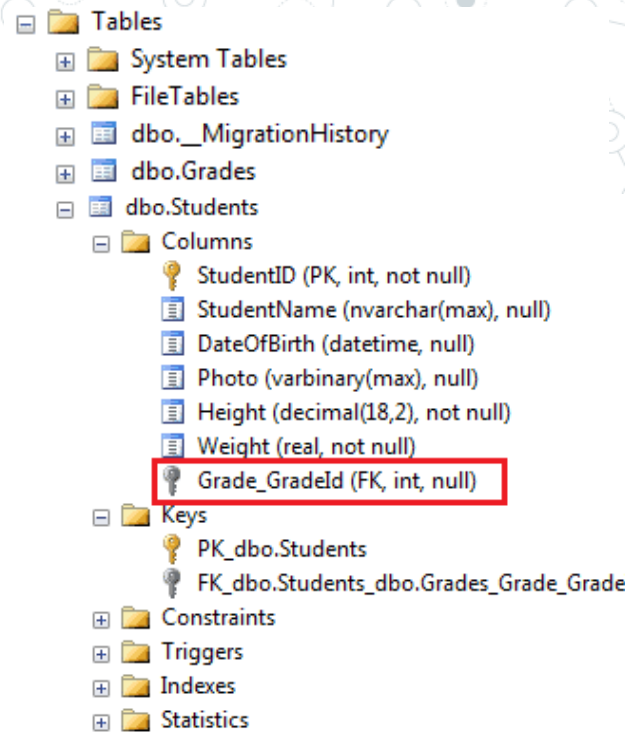 Tables
System Tables
FileTables
dbo.__MigrationHistory
dbo.Grades
dbo.Students
Columns
StudentID (PK, int, not null)
StudentName (nvarchar(max), null)
DateOfBirth (datetime, null)
Photo (varbinary(max), null)
Height (decimal(18,2), not null)
Weight (real, not null)
Grade_GradeId (FK, int, null)
Keys
PK_dbo.Students
FK_dbo.Students_dbo.Grades_Grade_Grade
Constraints
Triggers
Indexes
Statistics